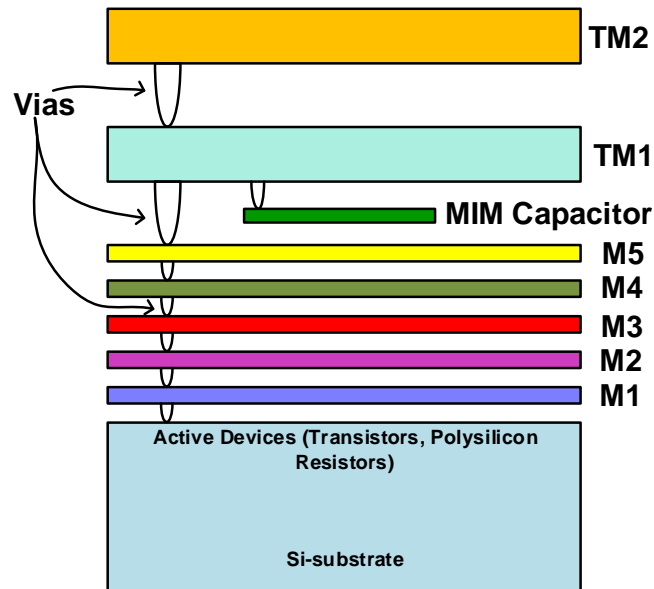 TM2
Vias
TM1
MIM Capacitor
M5
M4
M3
M2
M1
Active Devices (Transistors, Polysilicon
Resistors)
Si-substrate